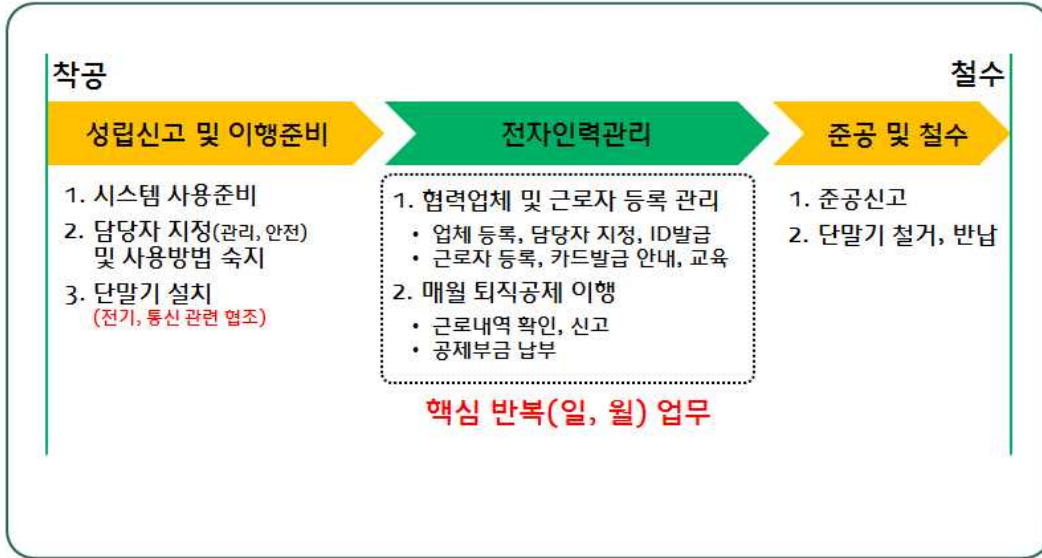 착공
철수
성립신고 및 이행준비
1. 시스템 사용준비
2. 담당자 지정(관리, 안전)
및 사용방법 숙지
3. 단말기 설치
(전기, 통신 관련 협조)
전자인력관리
1. 협력업체 및 근로자 등록 관리
• 업체 등록, 담당자 지정, ID발급
• 근로자 등록, 카드발급 안내, 교육
2. 매월 퇴직공제 이행
• 근로내역 확인, 신고
• 공제부금 납부
핵심 반복(일, 월) 업무
준공 및 철수
1. 준공신고
2. 단말기 철거, 반납